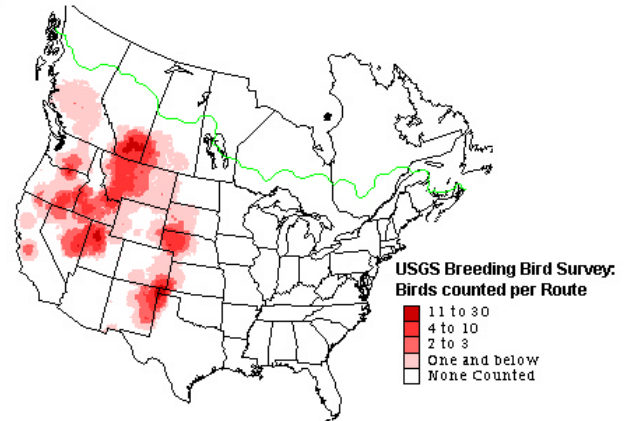 USGS Breeding Bird Survey:
Birds counted per Route
11 to 30
4 to 10
2 to 3
One and below
None Counted